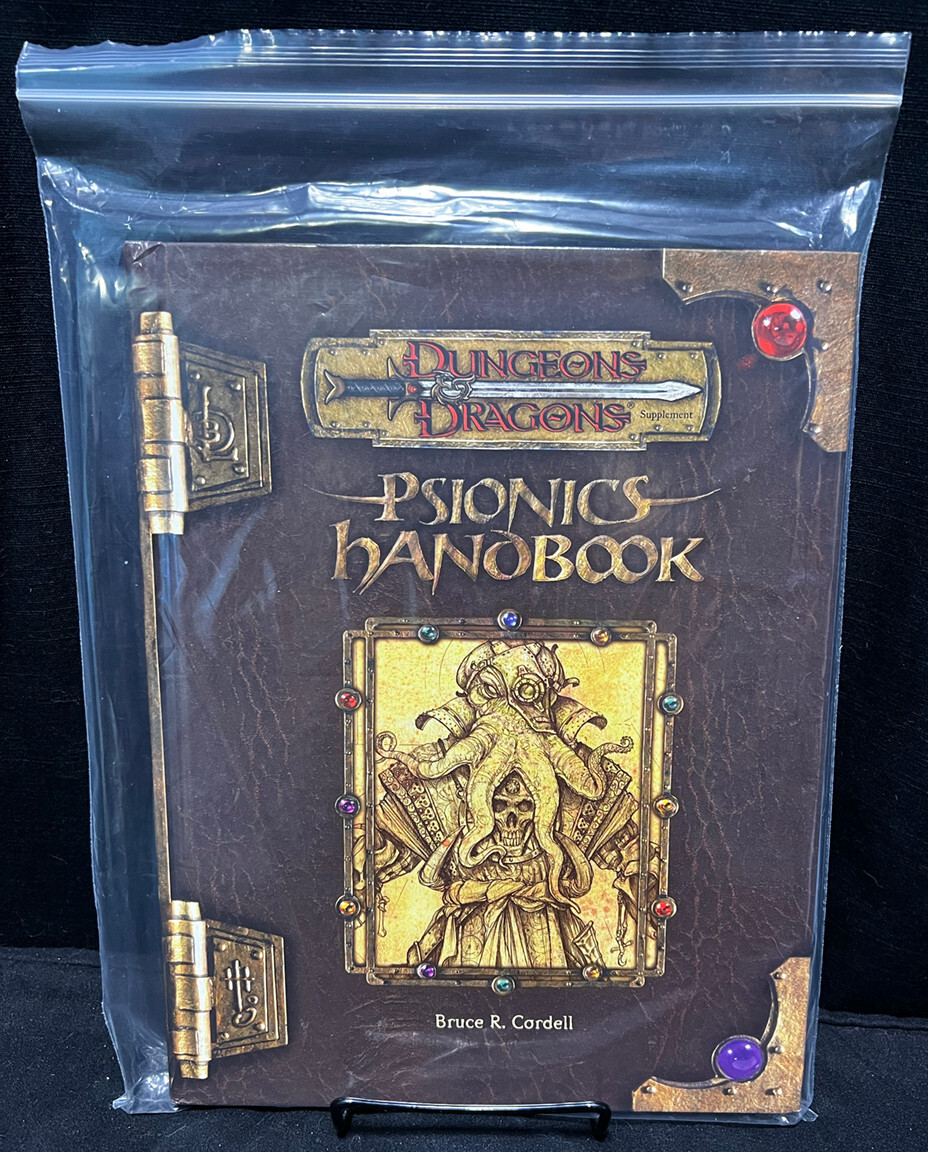 DUNGEONS
&
DRAGONS®
Supplement
PSIONICS
HANDBOOK
Bruce R. Cordell